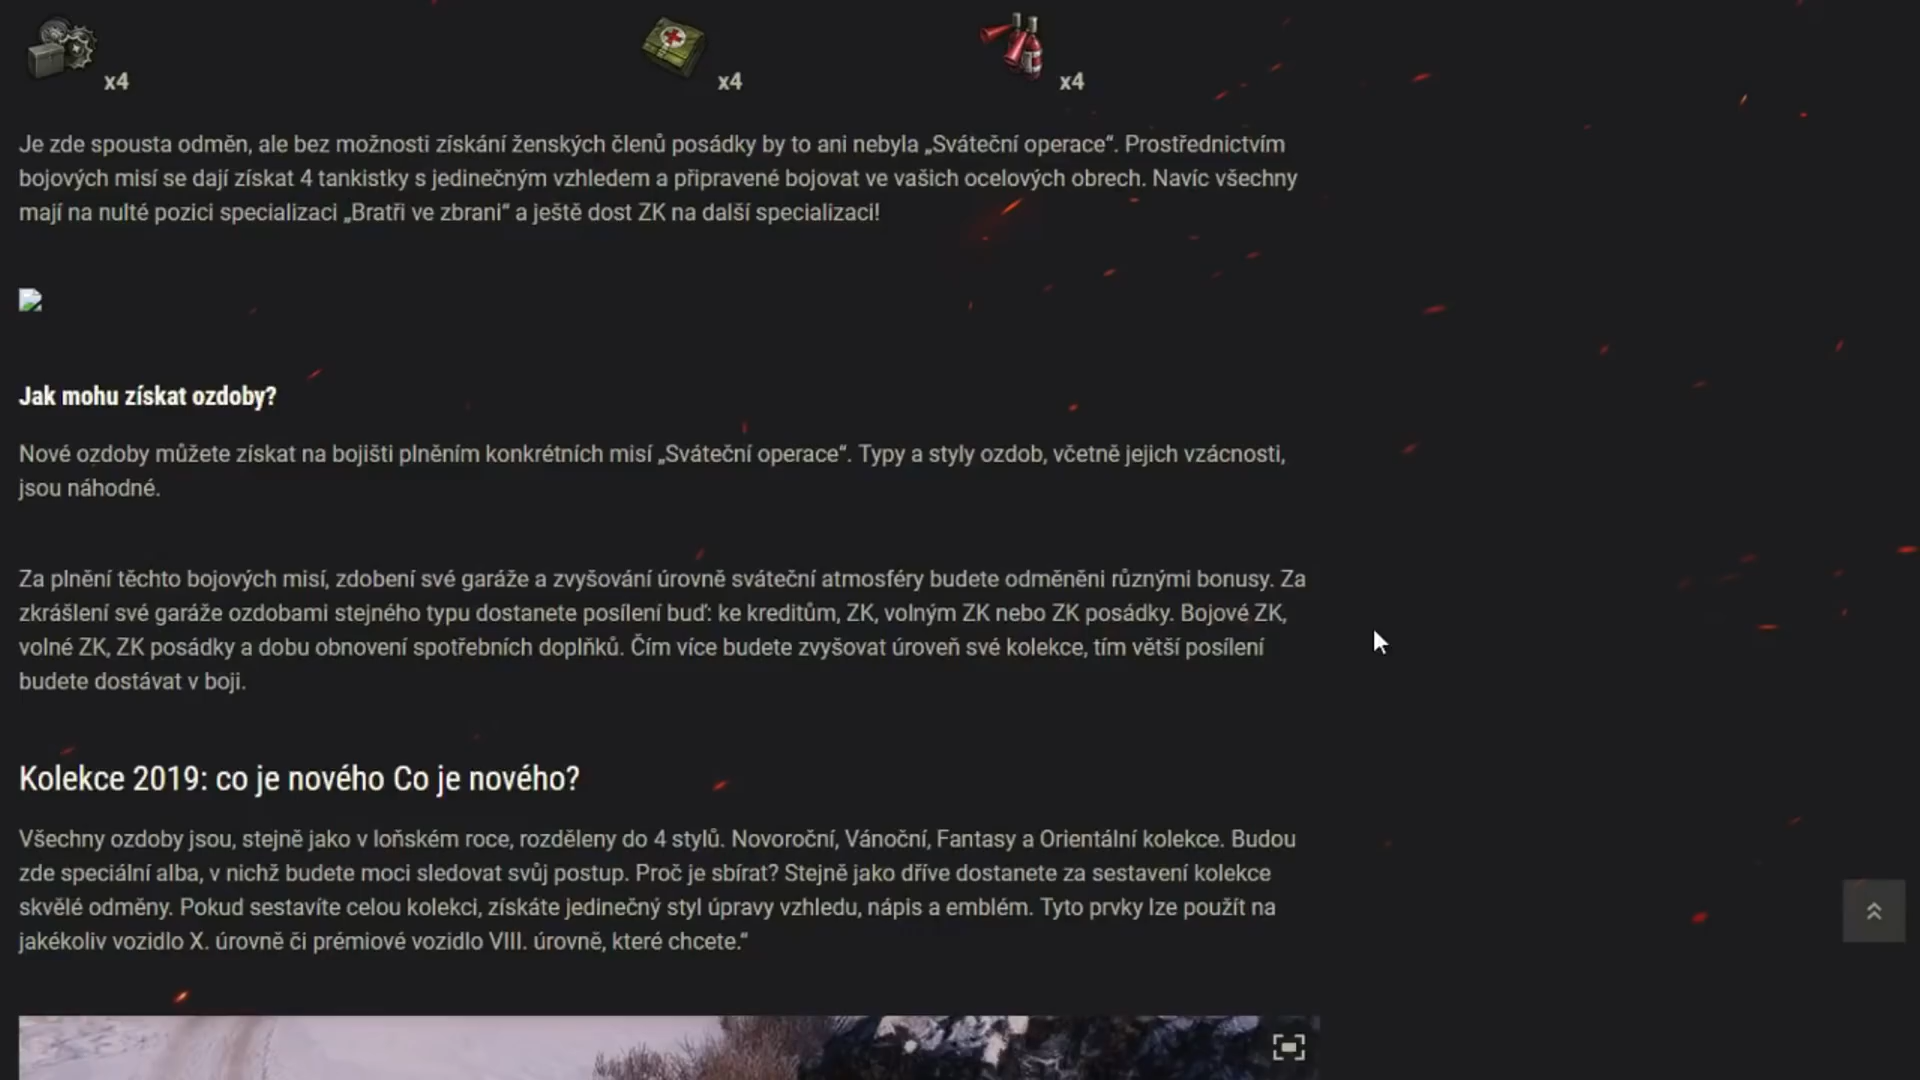 x4 x4 x4
Je zde spousta odměn, ale bez možnosti získání ženských členů posádky by to ani nebyla „Sváteční operace“. Prostřednictvím
bojových misí se dají získat 4 tankistky s jedinečným vzhledem a připravené bojovat ve vašich ocelových obrech. Navíc všechny
mají na nulté pozici specializaci „Bratři ve zbrani“ a ještě dost ZK na další specializaci!
Jak mohu získat ozdoby?
Nové ozdoby můžete získat na bojišti plněním konkrétních misí „Sváteční operace“. Typy a styly ozdob, včetně jejich vzácnosti,
jsou náhodné.
Za plnění těchto bojových misí, zdobení své garáže a zvyšování úrovně sváteční atmosféry budete odměněni různými bonusy. Za
zkrášlení své garáže ozdobami stejného typu dostanete posílení buď: ke kreditům, ZK, volným ZK nebo ZK posádky. Bojové ZK,
volné ZK, ZK posádky a dobu obnovení spotřebních doplňků. Čím více budete zvyšovat úroveň své kolekce, tím větší posílení
budete dostávat v boji.
Kolekce 2019: co je nového Co je nového?
Všechny ozdoby jsou, stejně jako v loňském roce, rozděleny do 4 stylů. Novoroční, Vánoční, Fantasy a Orientální kolekce. Budou
zde speciální alba, v nichž budete moci sledovat svůj postup. Proč je sbírat? Stejně jako dříve dostanete za sestavení kolekce
skvělé odměny. Pokud sestavíte celou kolekci, získáte jedinečný styl úpravy vzhledu, nápis a emblém. Tyto prvky lze použít na
jakékoliv vozidlo X. úrovně či prémiové vozidlo VIII. úrovně, které chcete.“